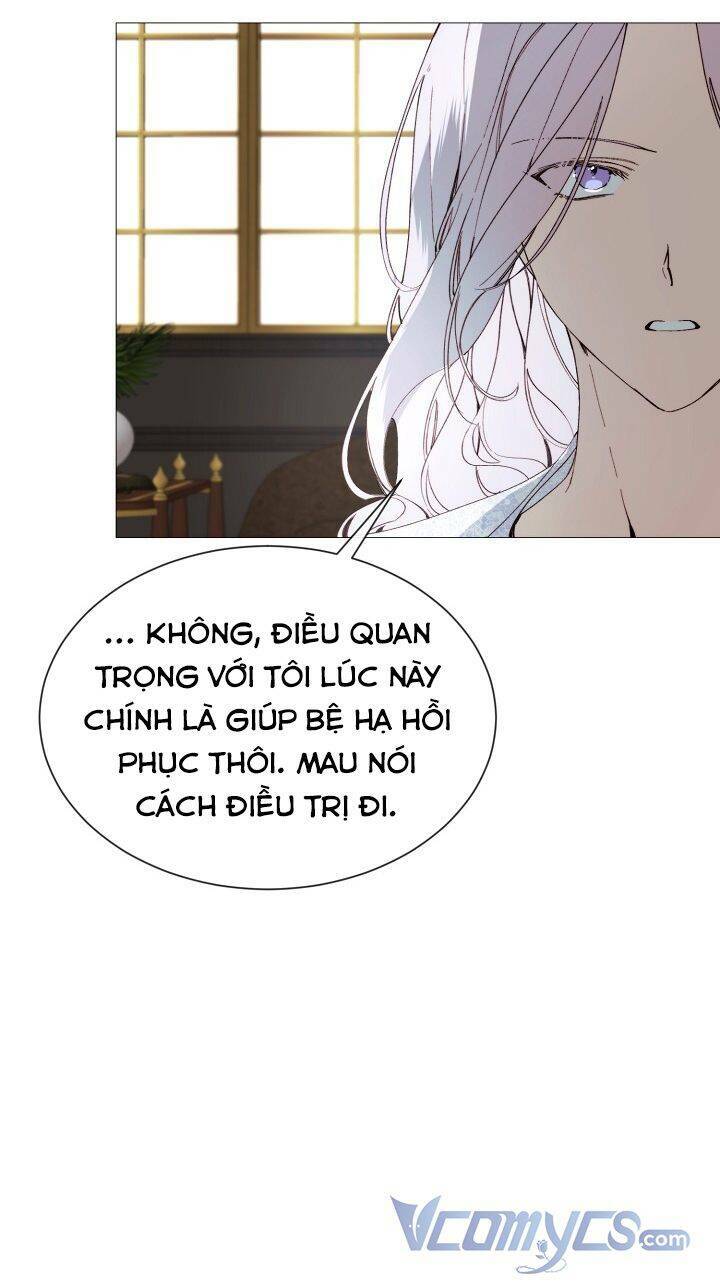 ... KHÔNG, ĐIỀU QUAN
TRỌNG VỚI TÔI LÚC NÀY
CHÍNH LÀ GIÚP BỆ HẠ HỒI
PHỤC THÔI. MAU NÓI
CÁCH ĐIỀU TRỊ ĐI.
VCOMYCS.com